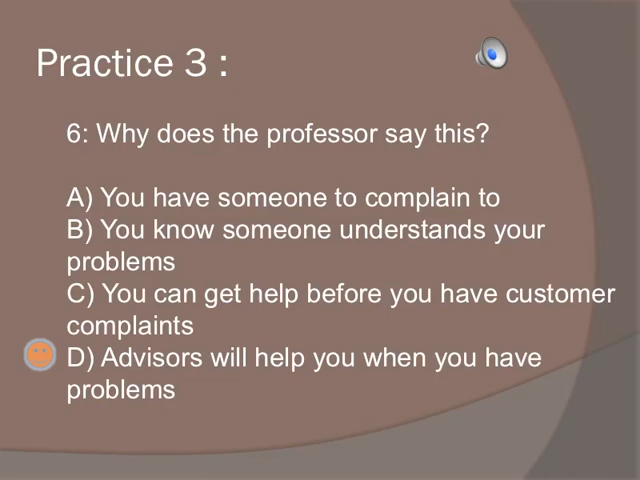 Practice 3 :
6: Why does the professor say this?
A) You have someone to complain to
B) You know someone understands your
problems
C) You can get help before you have customer
complaints
D) Advisors will help you when you have
problems